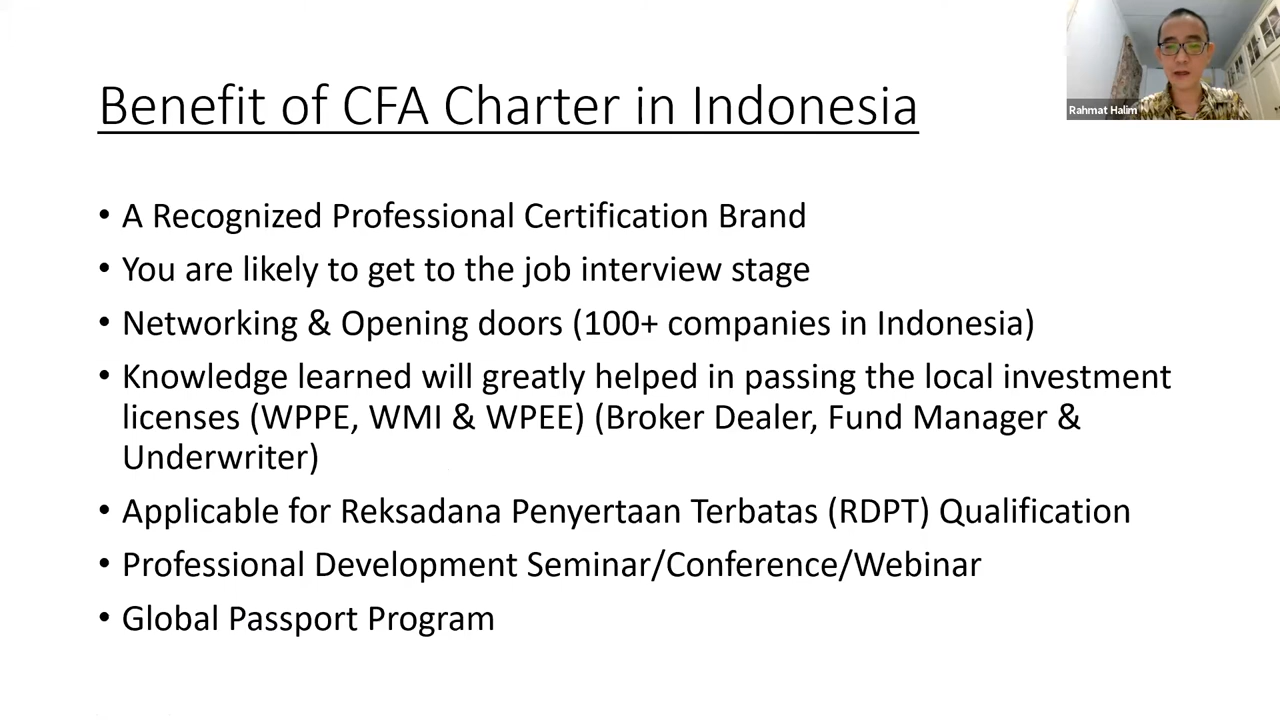 Benefit of CFA Charter in Indonesia
Rahmat Halim
• A Recognized Professional Certification Brand
• You are likely to get to the job interview stage
• Networking & Opening doors (100+ companies in Indonesia)
• Knowledge learned will greatly helped in passing the local investment
licenses (WPPE, WMI & WPEE) (Broker Dealer, Fund Manager &
Underwriter)
• Applicable for Reksadana Penyertaan Terbatas (RDPT) Qualification
• Professional Development Seminar/Conference/Webinar
• Global Passport Program